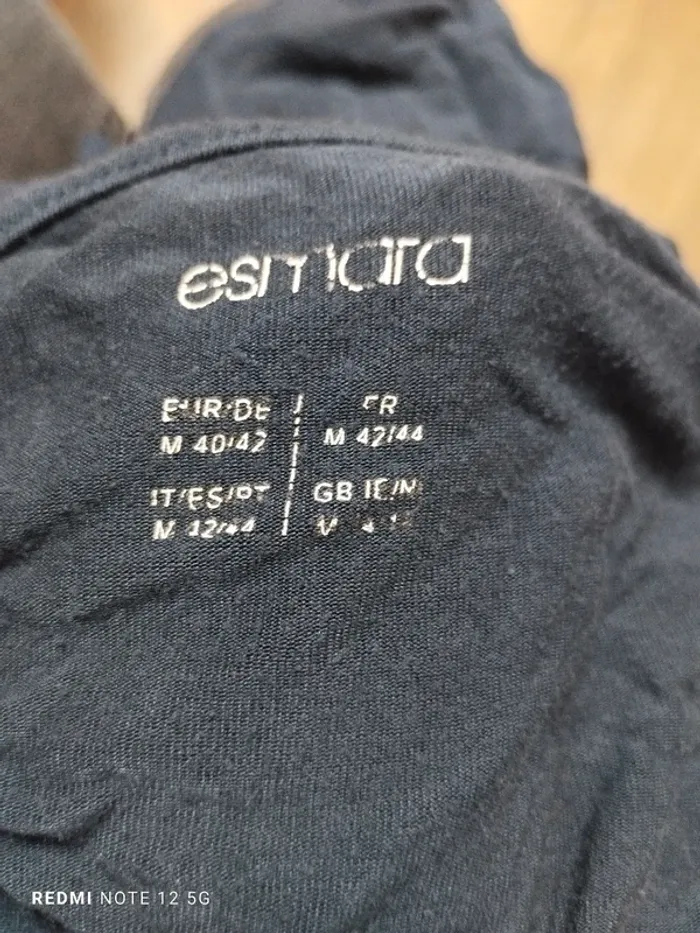 esmara
EUR/DE
M 40/42
FR
M 42/44
IT/ES/PT
M 42/44
GB/IE/
M
REDMI NOTE 12 5G